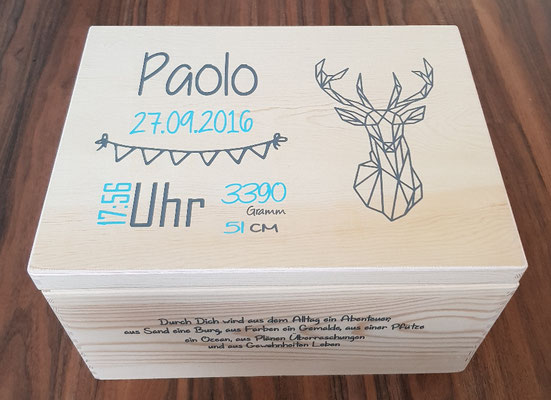 Paolo
27.09.2016
17:56 Uhr
3390
Gramm
51 CM
Durch Dich wird aus dem Alltag ein Abenteuer,
aus Sand eine Burg, aus Farben ein Gemälde, aus einer Pfütze
ein Ozean, aus Plänen Überraschungen
und aus Gewohnheiten Leben